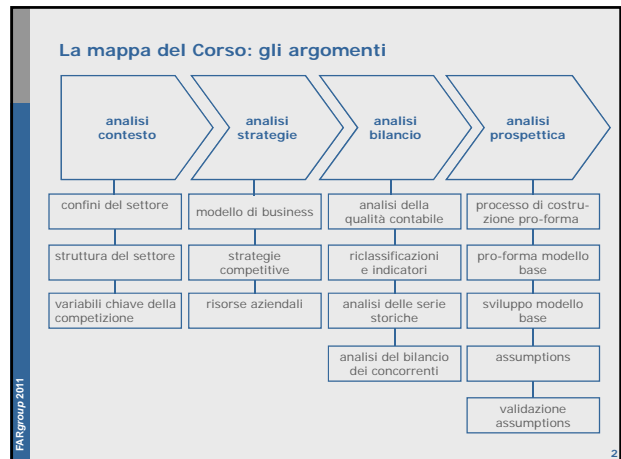 La mappa del Corso: gli argomenti
analisi
contesto
analisi
strategie
analisi
bilancio
analisi
prospettica
confini del settore
struttura del settore
variabili chiave della
competizione
modello di business
strategie
competitive
risorse aziendali
analisi della
qualità contabile
riclassificazioni
e indicatori
analisi delle serie
storiche
analisi del bilancio
dei concorrenti
processo di costru-
zione pro-forma
pro-forma modello
base
sviluppo modello
base
assumptions
validazione
assumptions
FARgroup 2011
2